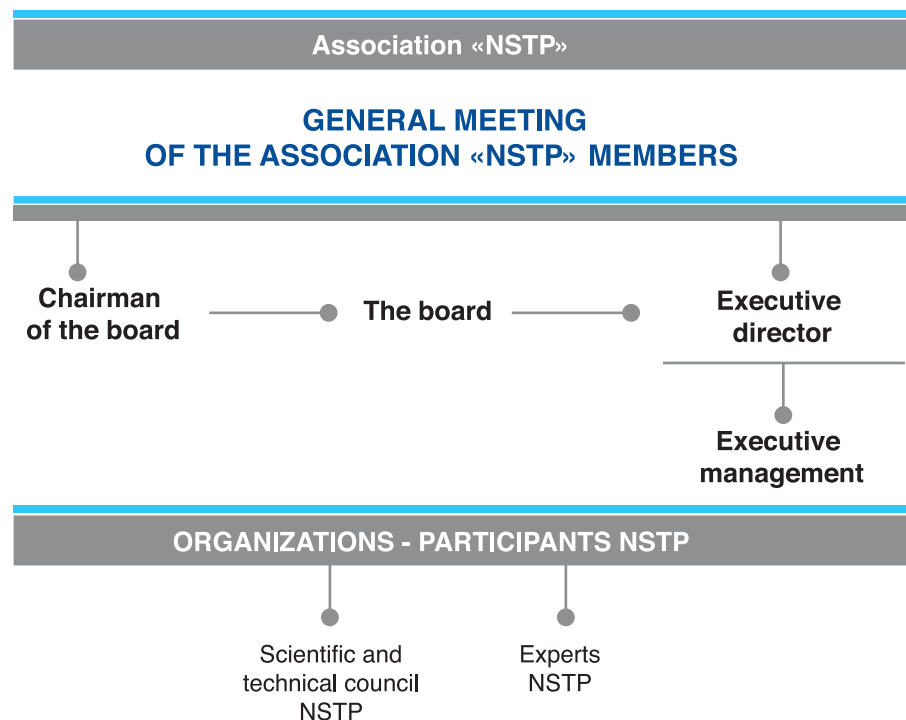 Association «NSTP»
GENERAL MEETING
OF THE ASSOCIATION «NSTP» MEMBERS
Chairman
of the board
The board
Executive
director
Executive
management
ORGANIZATIONS - PARTICIPANTS NSTP
Scientific and
technical council
NSTP
Experts
NSTP